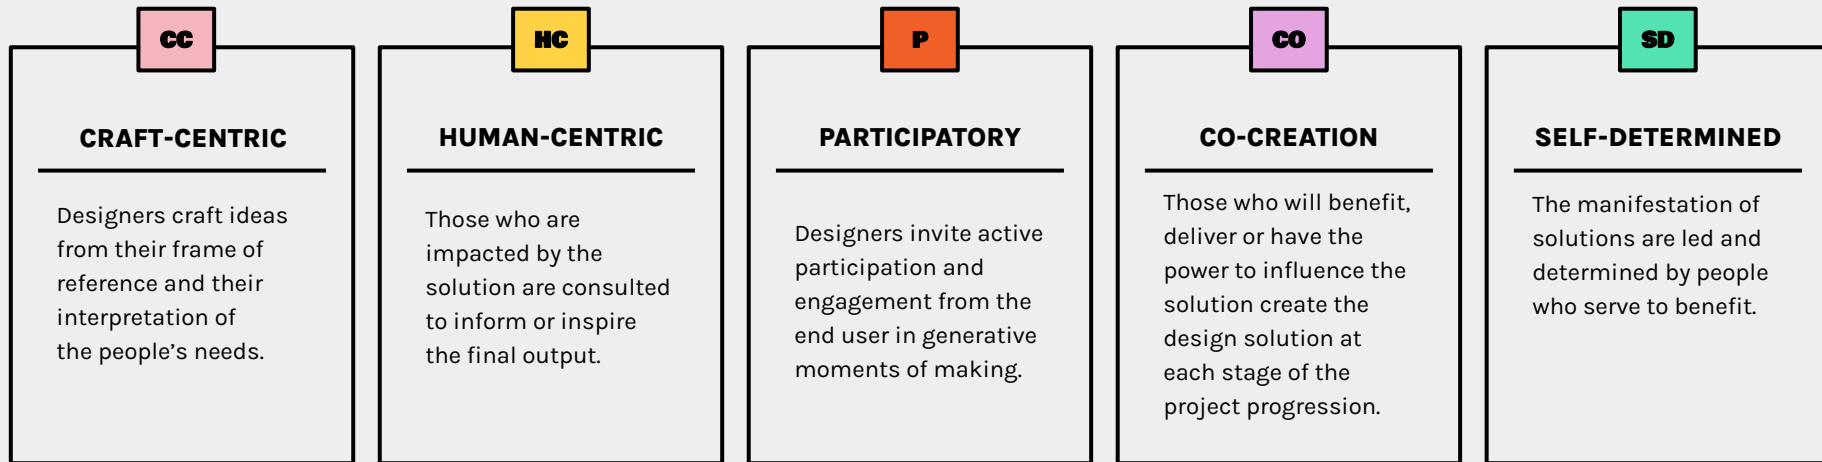 CC
CRAFT-CENTRIC
Designers craft ideas
from their frame of
reference and their
interpretation of
the people’s needs.
HC
HUMAN-CENTRIC
Those who are
impacted by the
solution are consulted
to inform or inspire
the final output.
P
PARTICIPATORY
Designers invite active
participation and
engagement from the
end user in generative
moments of making.
CO
CO-CREATION
Those who will benefit,
deliver or have the
power to influence the
solution create the
design solution at
each stage of the
project progression.
SD
SELF-DETERMINED
The manifestation of
solutions are led and
determined by people
who serve to benefit.